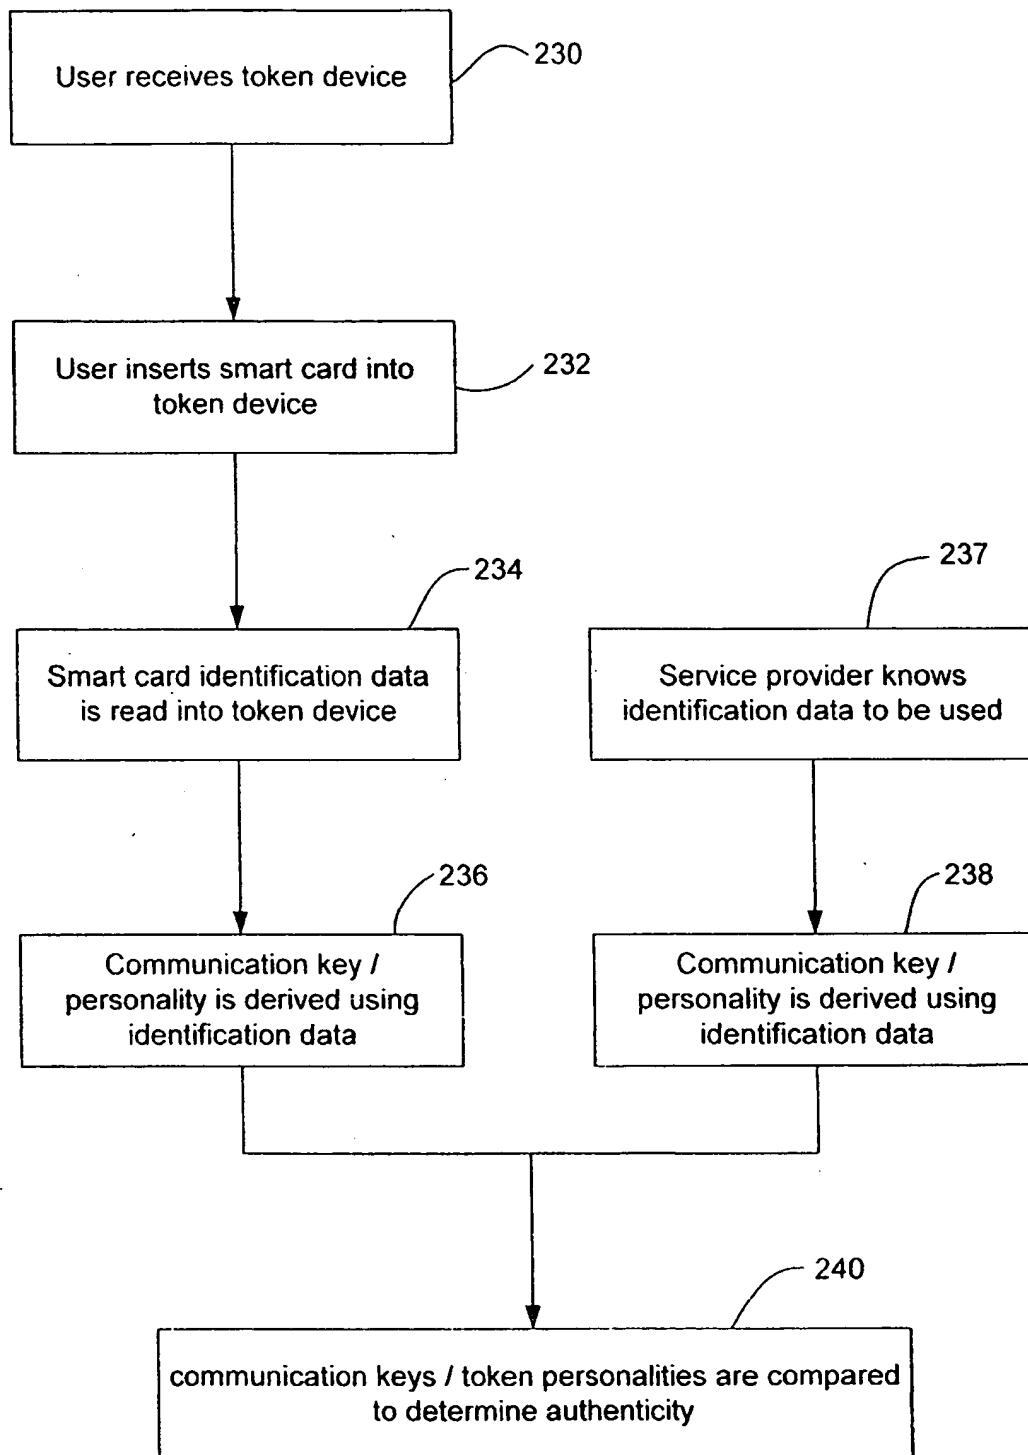 User receives token device
230
User inserts smart card into
token device
232
234
Smart card identification data
is read into token device
237
Service provider knows
identification data to be used
236
Communication key /
personality is derived using
identification data
238
Communication key /
personality is derived using
identification data
240
communication keys / token personalities are compared
to determine authenticity